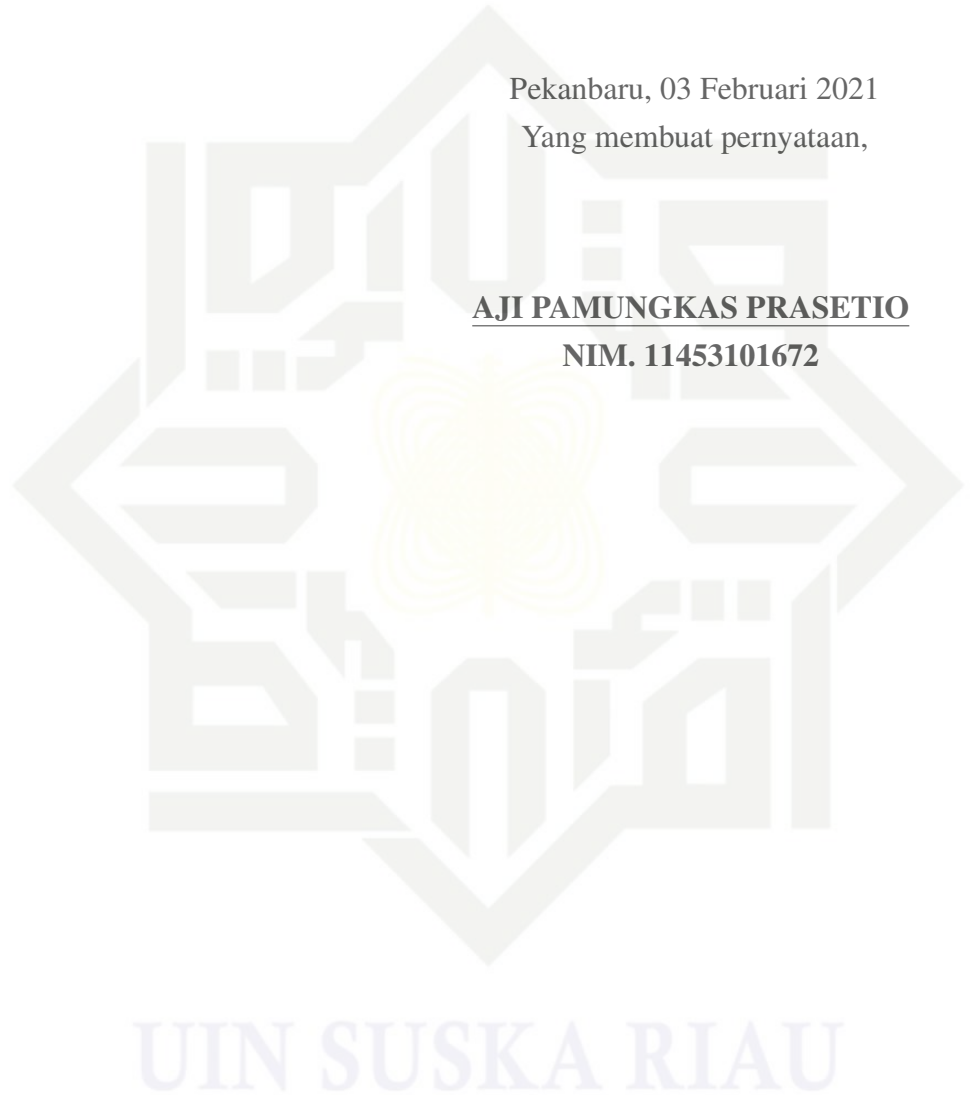 Pekanbaru, 03 Februari 2021
Yang membuat pernyataan,
AJI PAMUNGKAS PRASETIO
NIM. 11453101672
UIN SUSKA RIAU